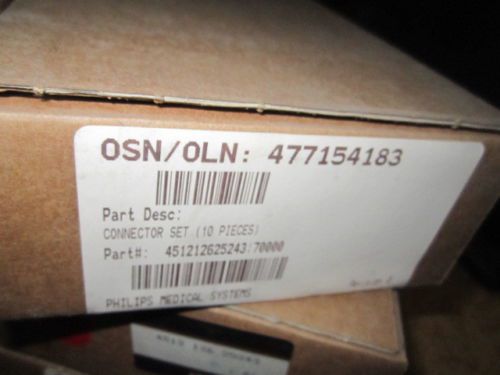 OSN/OLN: 477154183
Part Desc:
CONNECTOR SET (10 PIECES)
Part#: 451212625243/70000
PHILIPS MEDICAL SYSTEMS